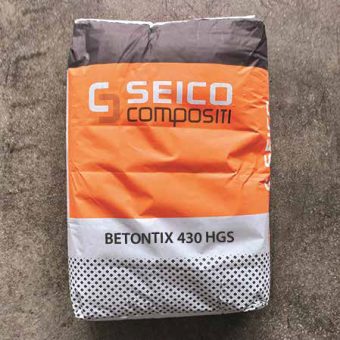 SEICO
COMPOSITI
BETONTIX 430 HGS